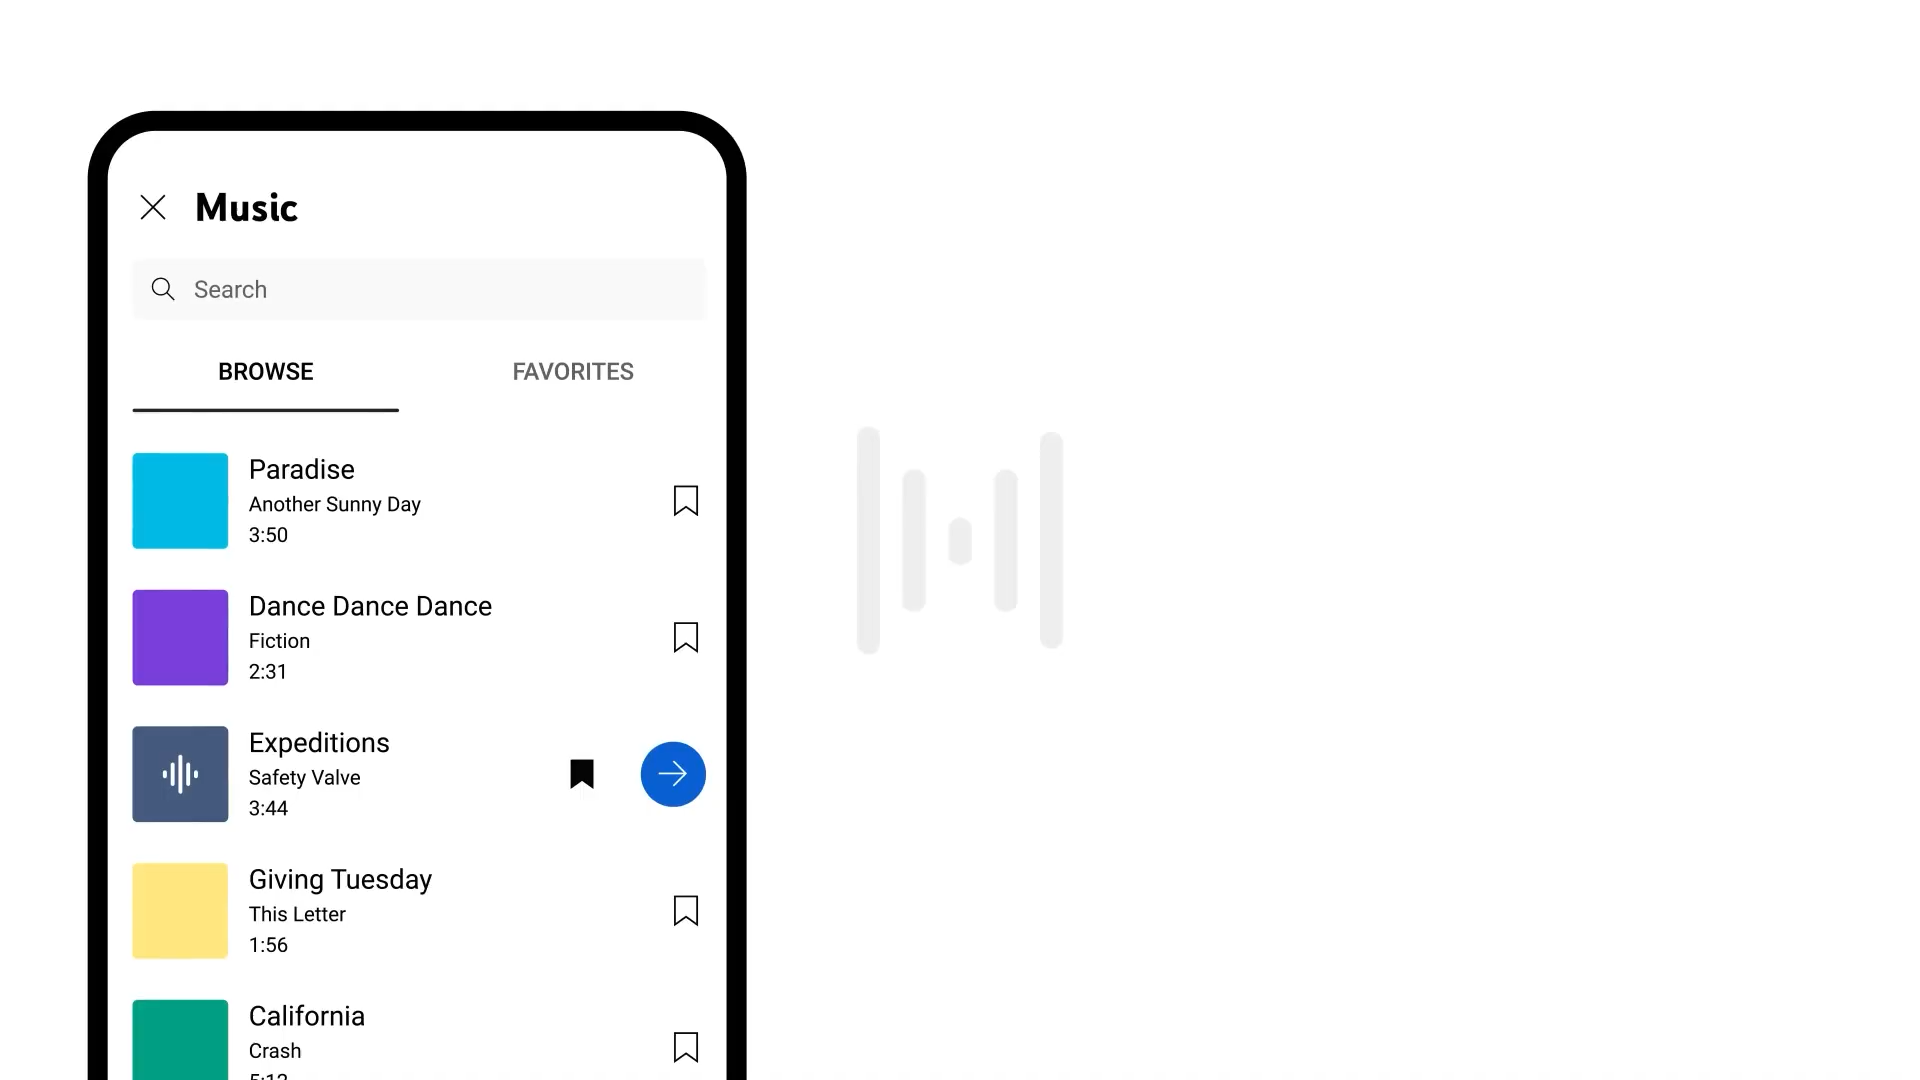 Music
Search
BROWSE
FAVORITES
Paradise
Another Sunny Day
3:50
Dance Dance Dance
Fiction
2:31
Expeditions
Safety Valve
3:44
Giving Tuesday
This Letter
1:56
California
Crash